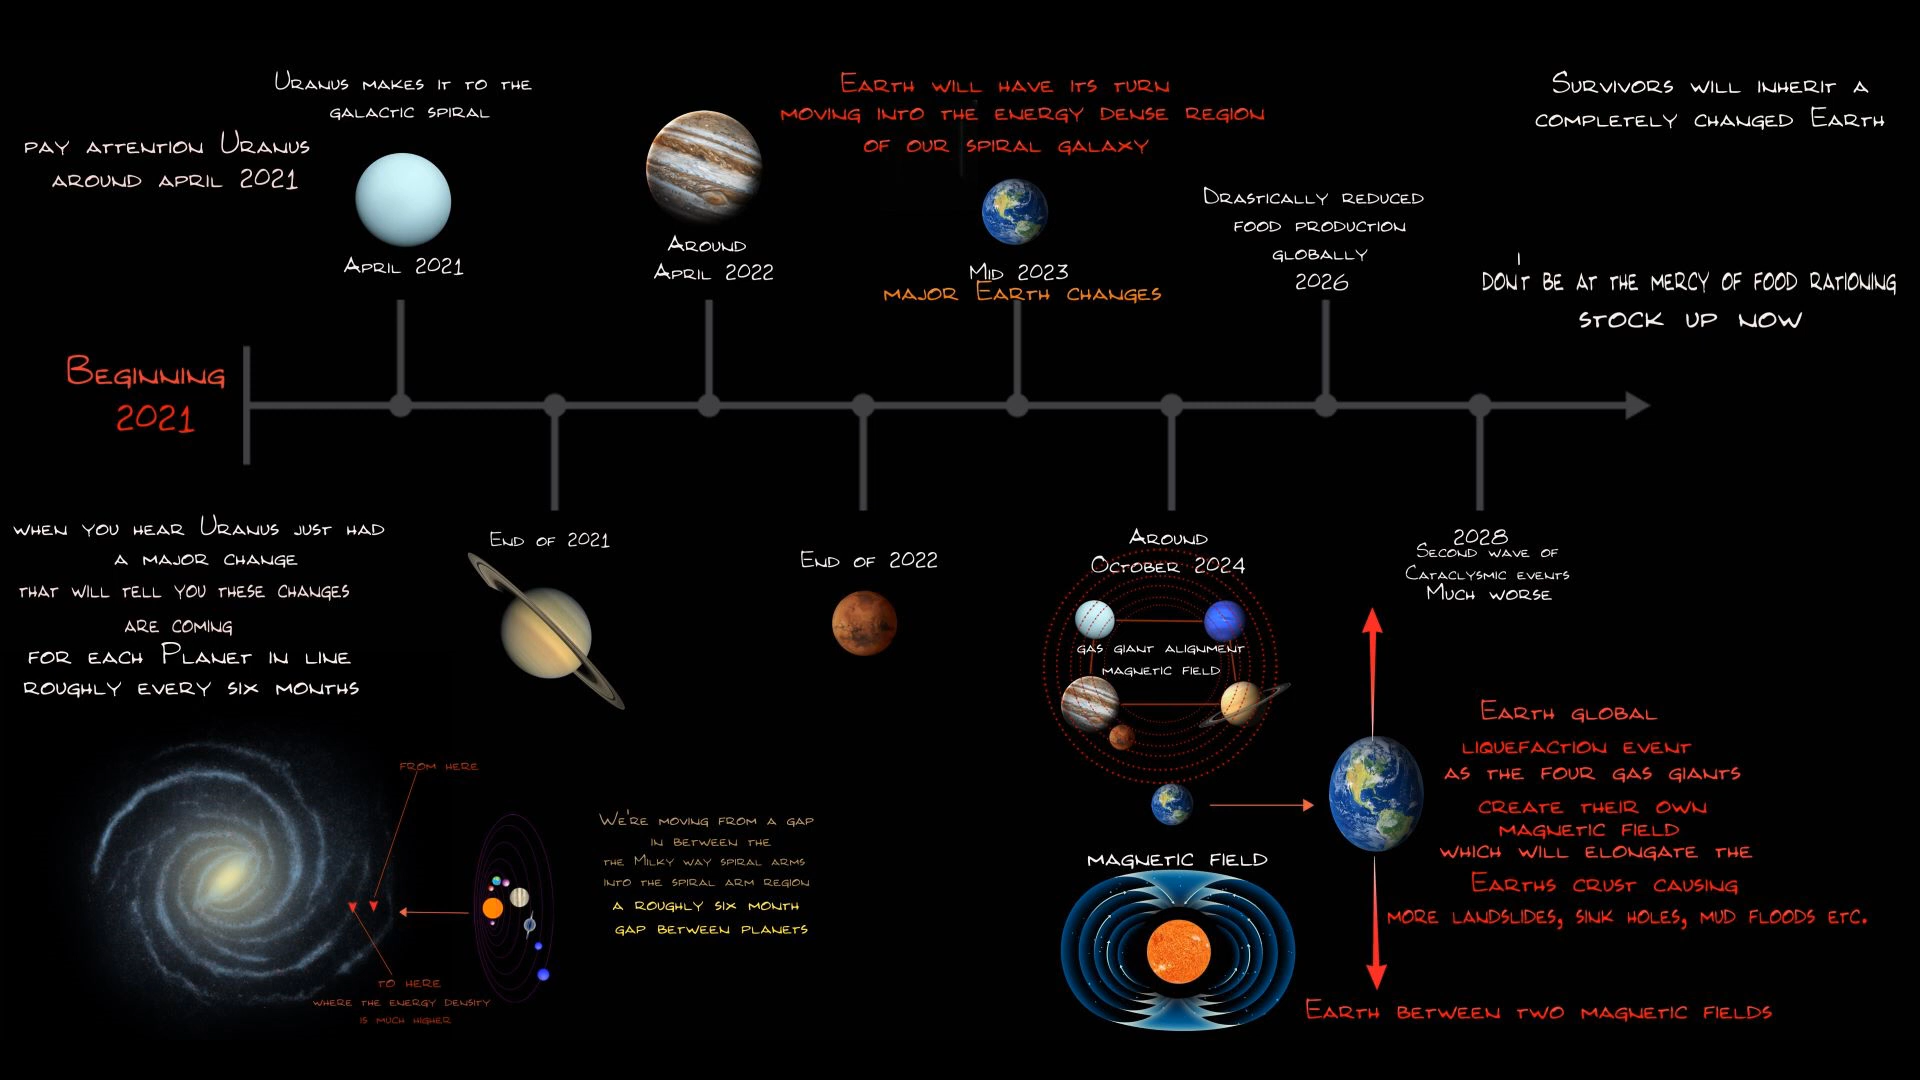 Uranus makes it to the
galactic spiral
pay attention Uranus
around april 2021
April 2021
Around
April 2022
Earth will have its turn
moving into the energy dense region
of our spiral galaxy
Mid 2023
major Earth changes
Drastically reduced
food production
globally
2026
Survivors will inherit a
completely changed Earth
Don't be at the mercy of food rationing
stock up now
Beginning
2021
when you hear Uranus just had
a major change
that will tell you these changes
are coming
for each Planet in line
roughly every six months
End of 2021
End of 2022
Around
October 2024
gas giant alignment
magnetic field
2028
Second wave of
Cataclysmic events
Much worse
from here
to here
where the energy density
is much higher
We're moving from a gap
in between the
the Milky way spiral arms
into the spiral arm region
a roughly six month
gap between planets
magnetic field
Earth global
liquefaction event
as the four gas giants
create their own
magnetic field
which will elongate the
Earths crust causing
more landslides, sink holes, mud floods etc.
Earth between two magnetic fields